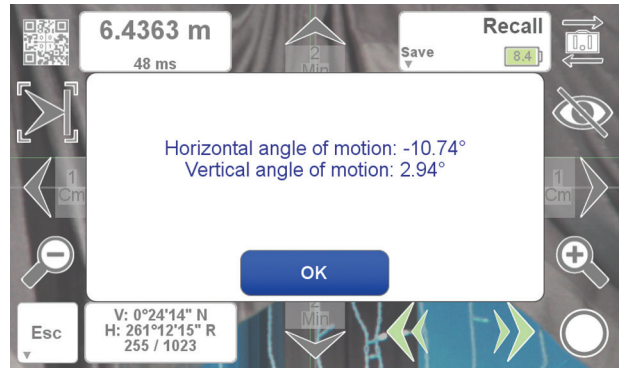 6.4363 m
48 ms
Recall
Save
8.4
2
Min
Horizontal angle of motion: -10.74°
Vertical angle of motion: 2.94°
1
Cm
1
Cm
OK
Esc
V: 0°24'14" N
H: 261°12'15" R
255 / 1023
2
Min